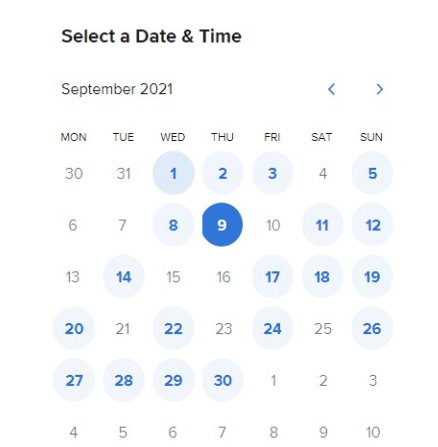 Select a Date & Time
September 2021
MON TUE WED THU FRI SAT SUN
30 31 1 2 3 4 5
6 7 8 9 10 11 12
13 14 15 16 17 18 19
20 21 22 23 24 25 26
27 28 29 30 1 2 3
4 5 6 7 8 9 10